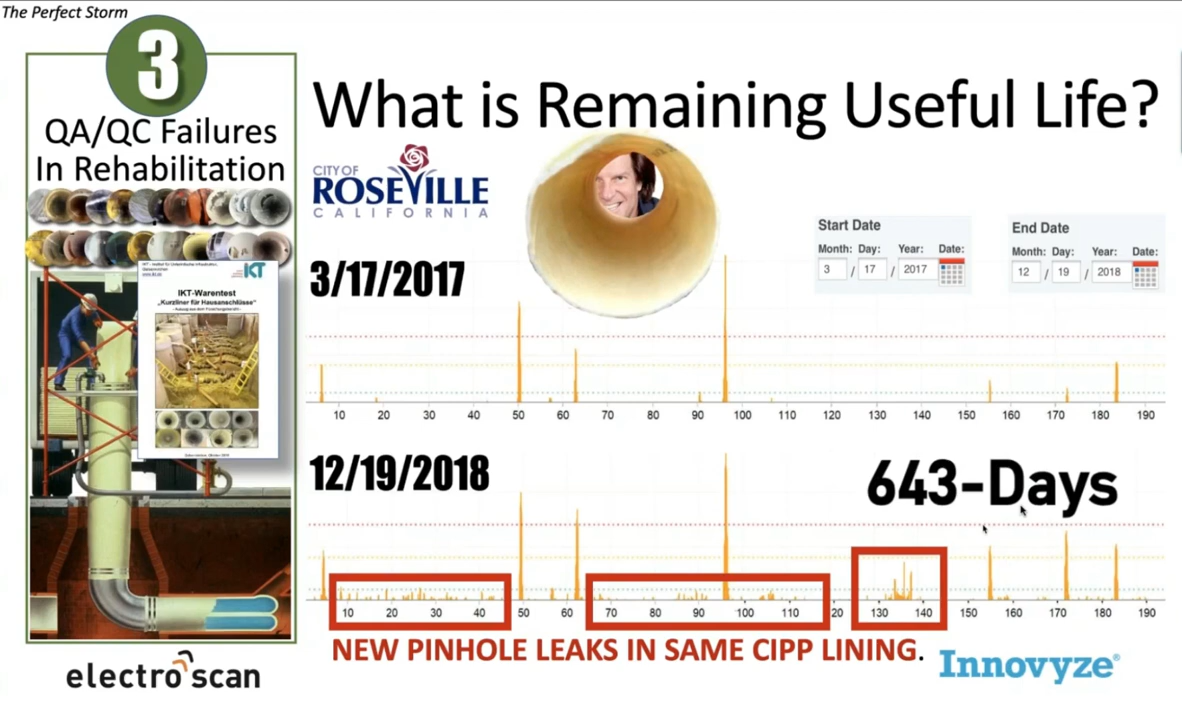 The Perfect Storm
3
QA/QC Failures
In Rehabilitation
IKT
IKT-Warentest
„Kurzliner für Hausanschlüsse“
electro scan
What is Remaining Useful Life?
CITY OF
ROSEVILLE
CALIFORNIA
Start Date
Month: Day: Year: Date:
3 / 17 / 2017
End Date
Month: Day: Year: Date:
12 / 19 / 2018
3/17/2017
10 20 30 40 50 60 70 80 90 100 110 120 130 140 150 160 170 180 190
12/19/2018
643-Days
10 20 30 40 50 60 70 80 90 100 110 120 130 140 150 160 170 180 190
NEW PINHOLE LEAKS IN SAME CIPP LINING.
Innovyze®